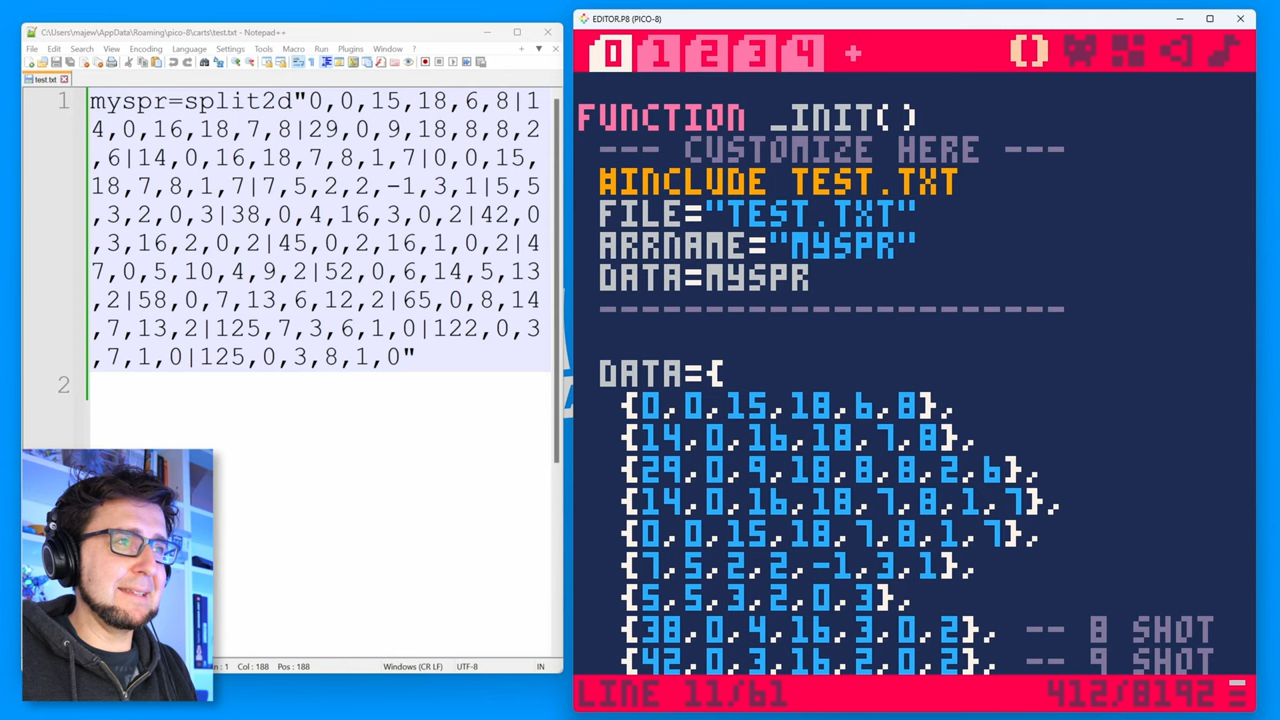 C:\Users\majew\AppData\Roaming\pico-8\carts\test.txt - Notepad++
File Edit Search View Encoding Language Settings Tools Macro Run Plugins Window ?
test.txt
1 myspr=split2d"0,0,15,18,6,8|1
4,0,16,18,7,8|29,0,9,18,8,8,2
,6|14,0,16,18,7,8,1,7|0,0,15,
18,7,8,1,7|7,5,2,2,-1,3,1|5,5
,3,2,0,3|38,0,4,16,3,0,2|42,0
,3,16,2,0,2|45,0,2,16,1,0,2|4
7,0,5,10,4,9,2|52,0,6,14,5,13
,2|58,0,7,13,6,12,2|65,0,8,14
,7,13,2|125,7,3,6,1,0|122,0,3
,7,1,0|125,0,3,8,1,0"
2
Ln : 1 Col : 188 Pos : 188 Windows (CR LF) UTF-8 IN
EDITOR.P8 (PICO-8)
0 1 2 3 4 +
FUNCTION _INIT()
--- CUSTOMIZE HERE ---
#INCLUDE TEST.TXT
FILE="TEST.TXT"
ARRNAME="MYSPR"
DATA=MYSPR
----------------------
DATA={
{0,0,15,18,6,8},
{14,0,16,18,7,8},
{29,0,9,18,8,8,2,6},
{14,0,16,18,7,8,1,7},
{0,0,15,18,7,8,1,7},
{7,5,2,2,-1,3,1},
{5,5,3,2,0,3},
{38,0,4,16,3,0,2}, -- 8 SHOT
{42,0,3,16,2,0,2}, -- 9 SHOT
LINE 11/61 412/8192